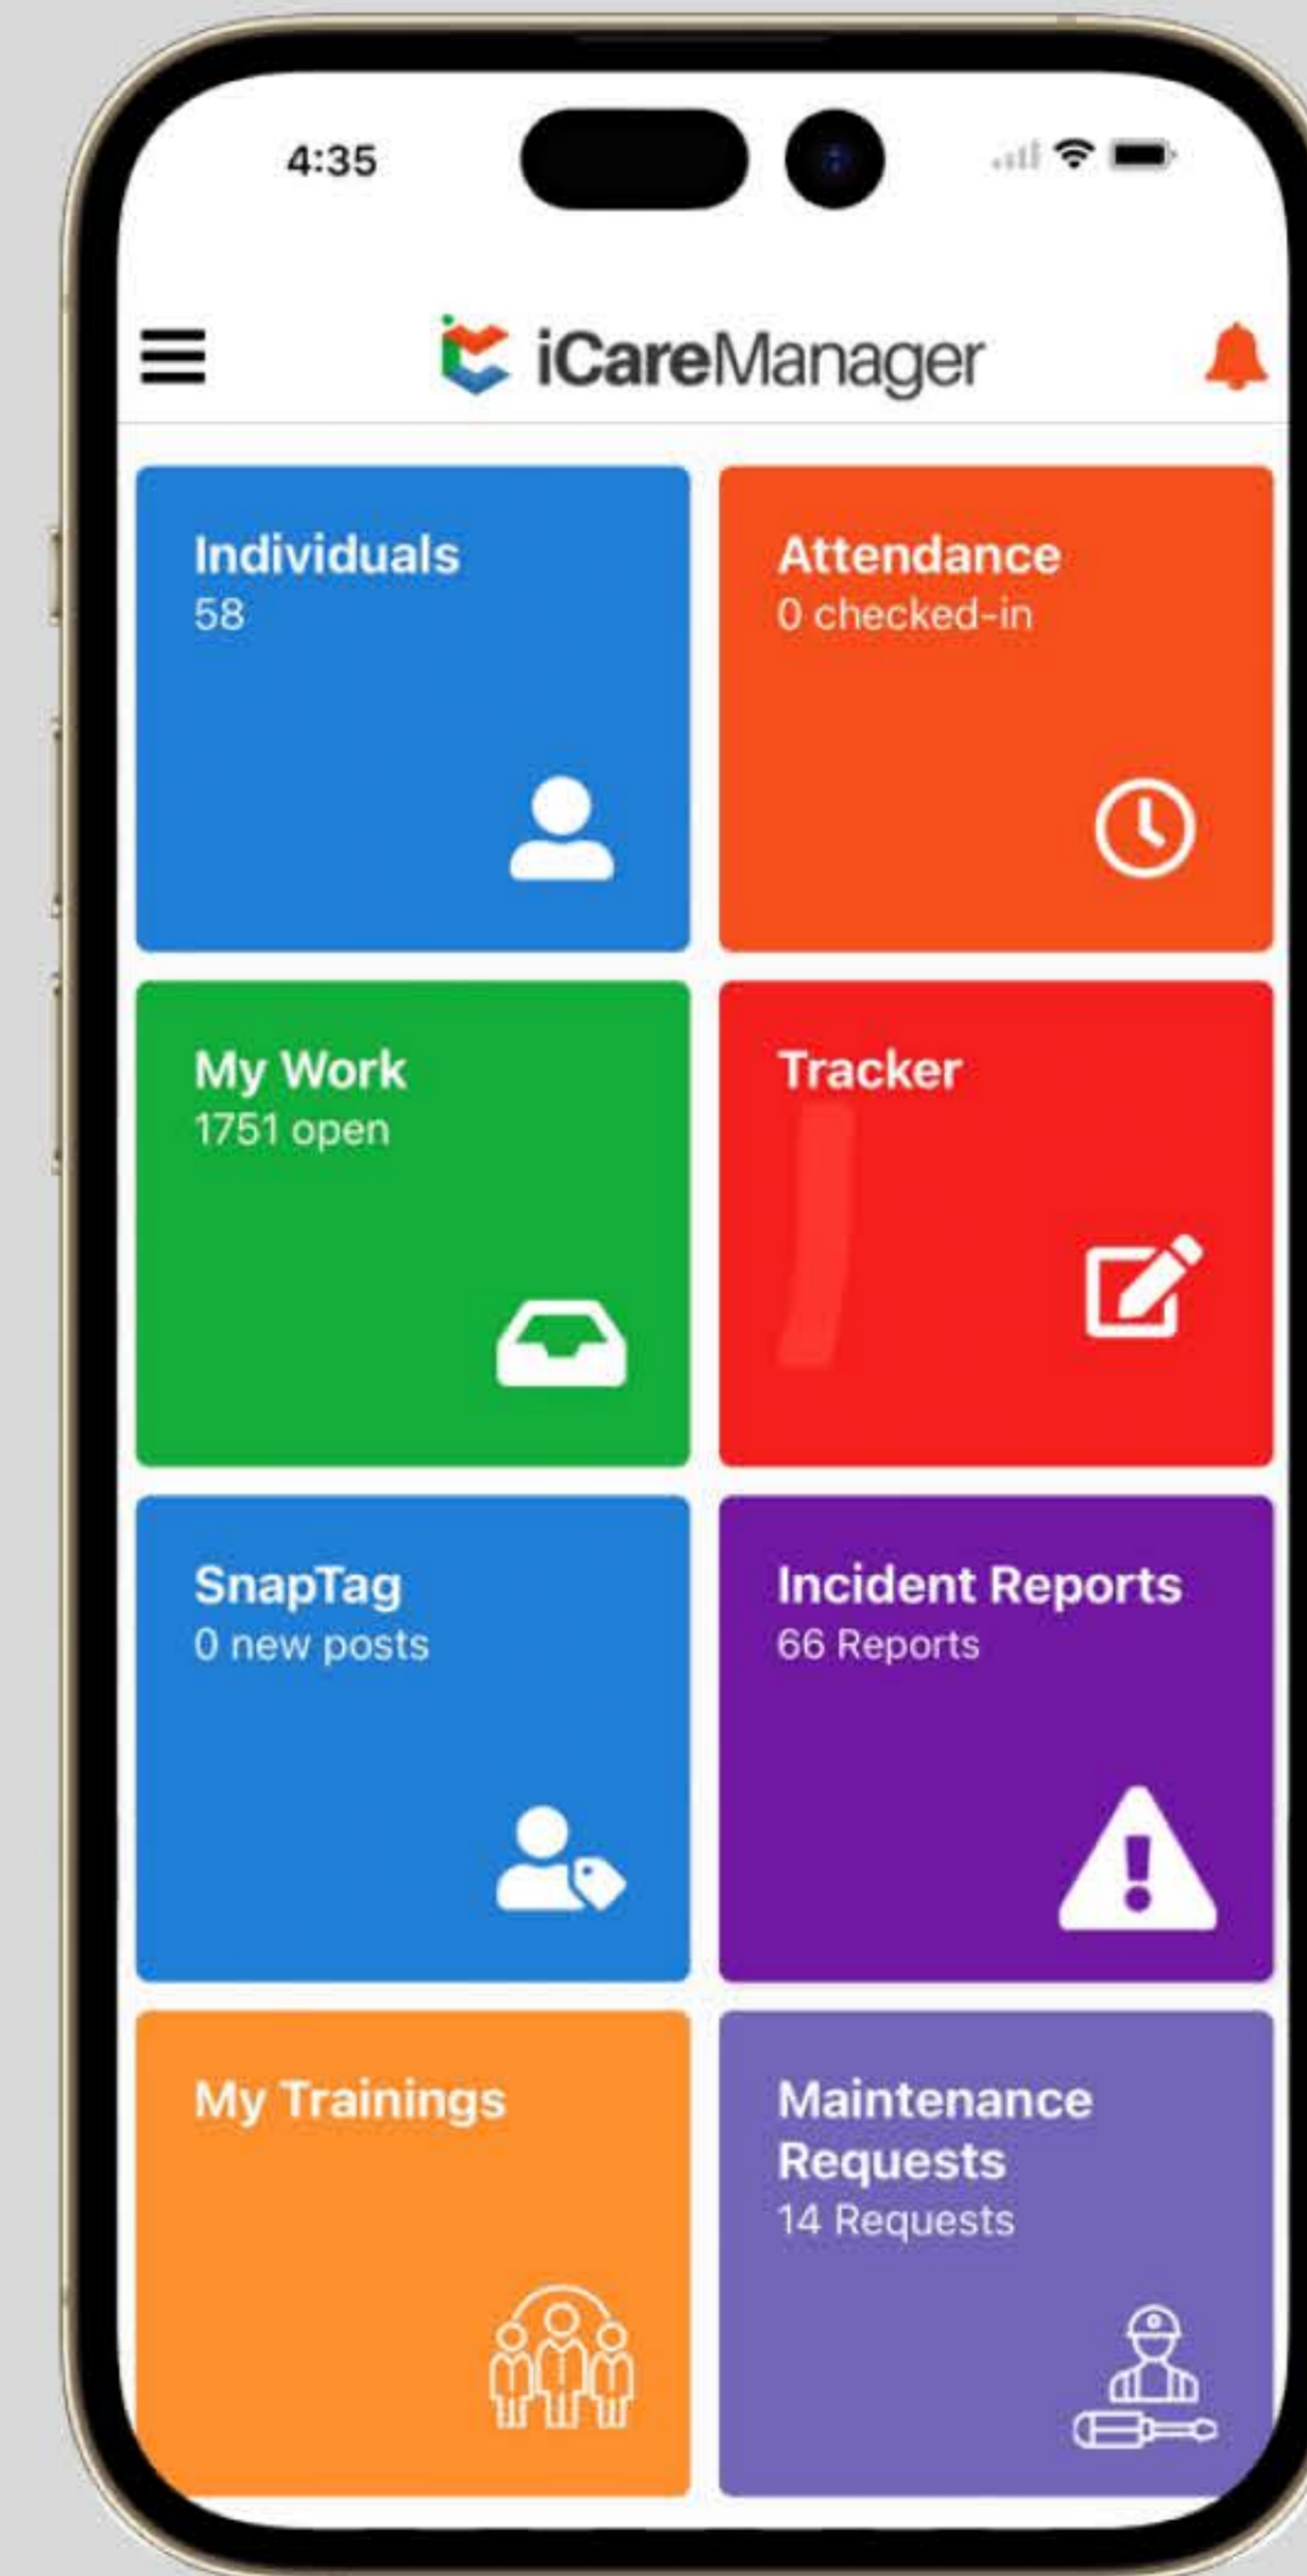 4:35
iCareManager
Individuals
58
Attendance
0 checked-in
My Work
1751 open
Tracker
SnapTag
0 new posts
Incident Reports
66 Reports
My Trainings
Maintenance
Requests
14 Requests